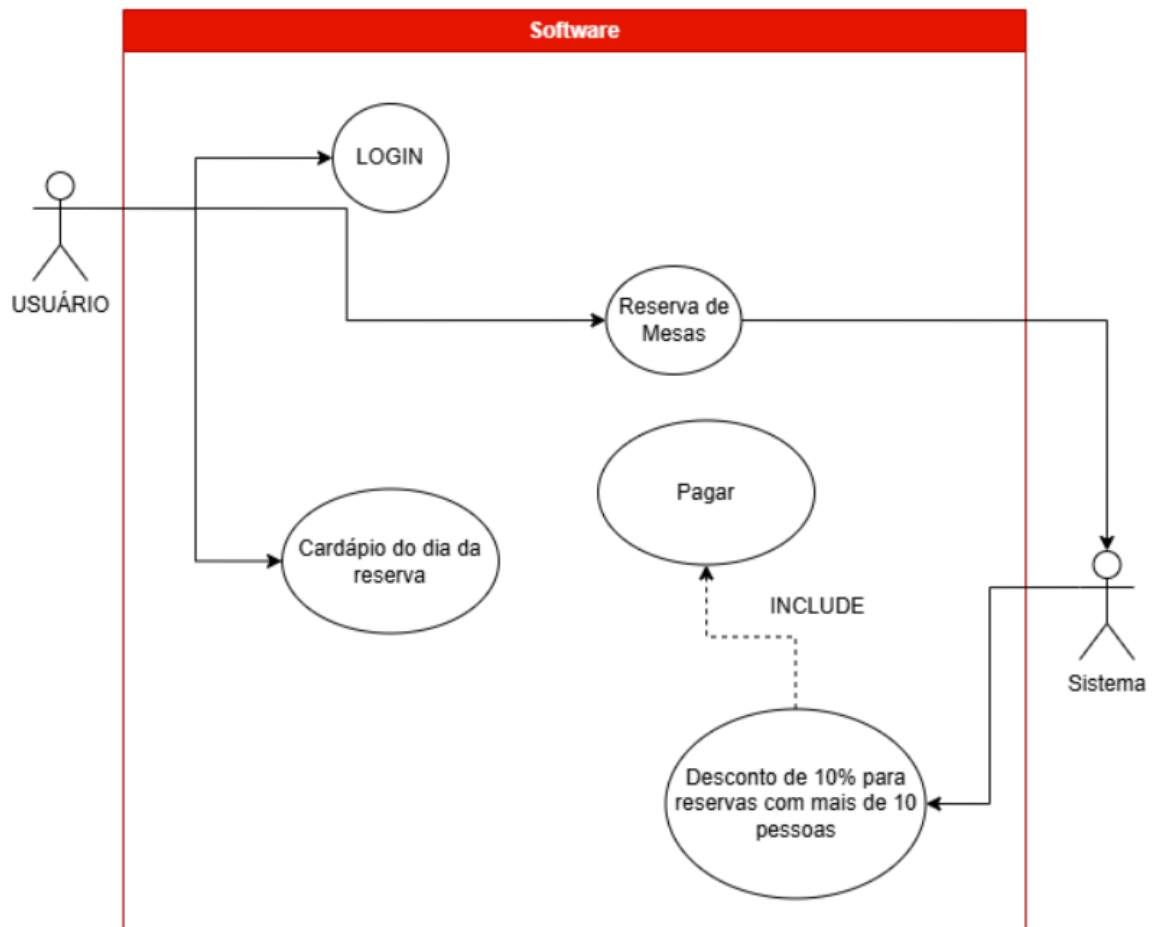 Software
LOGIN
USUÁRIO
Reserva de
Mesas
Pagar
Cardápio do dia da
reserva
INCLUDE
Sistema
Desconto de 10% para
reservas com mais de 10
pessoas